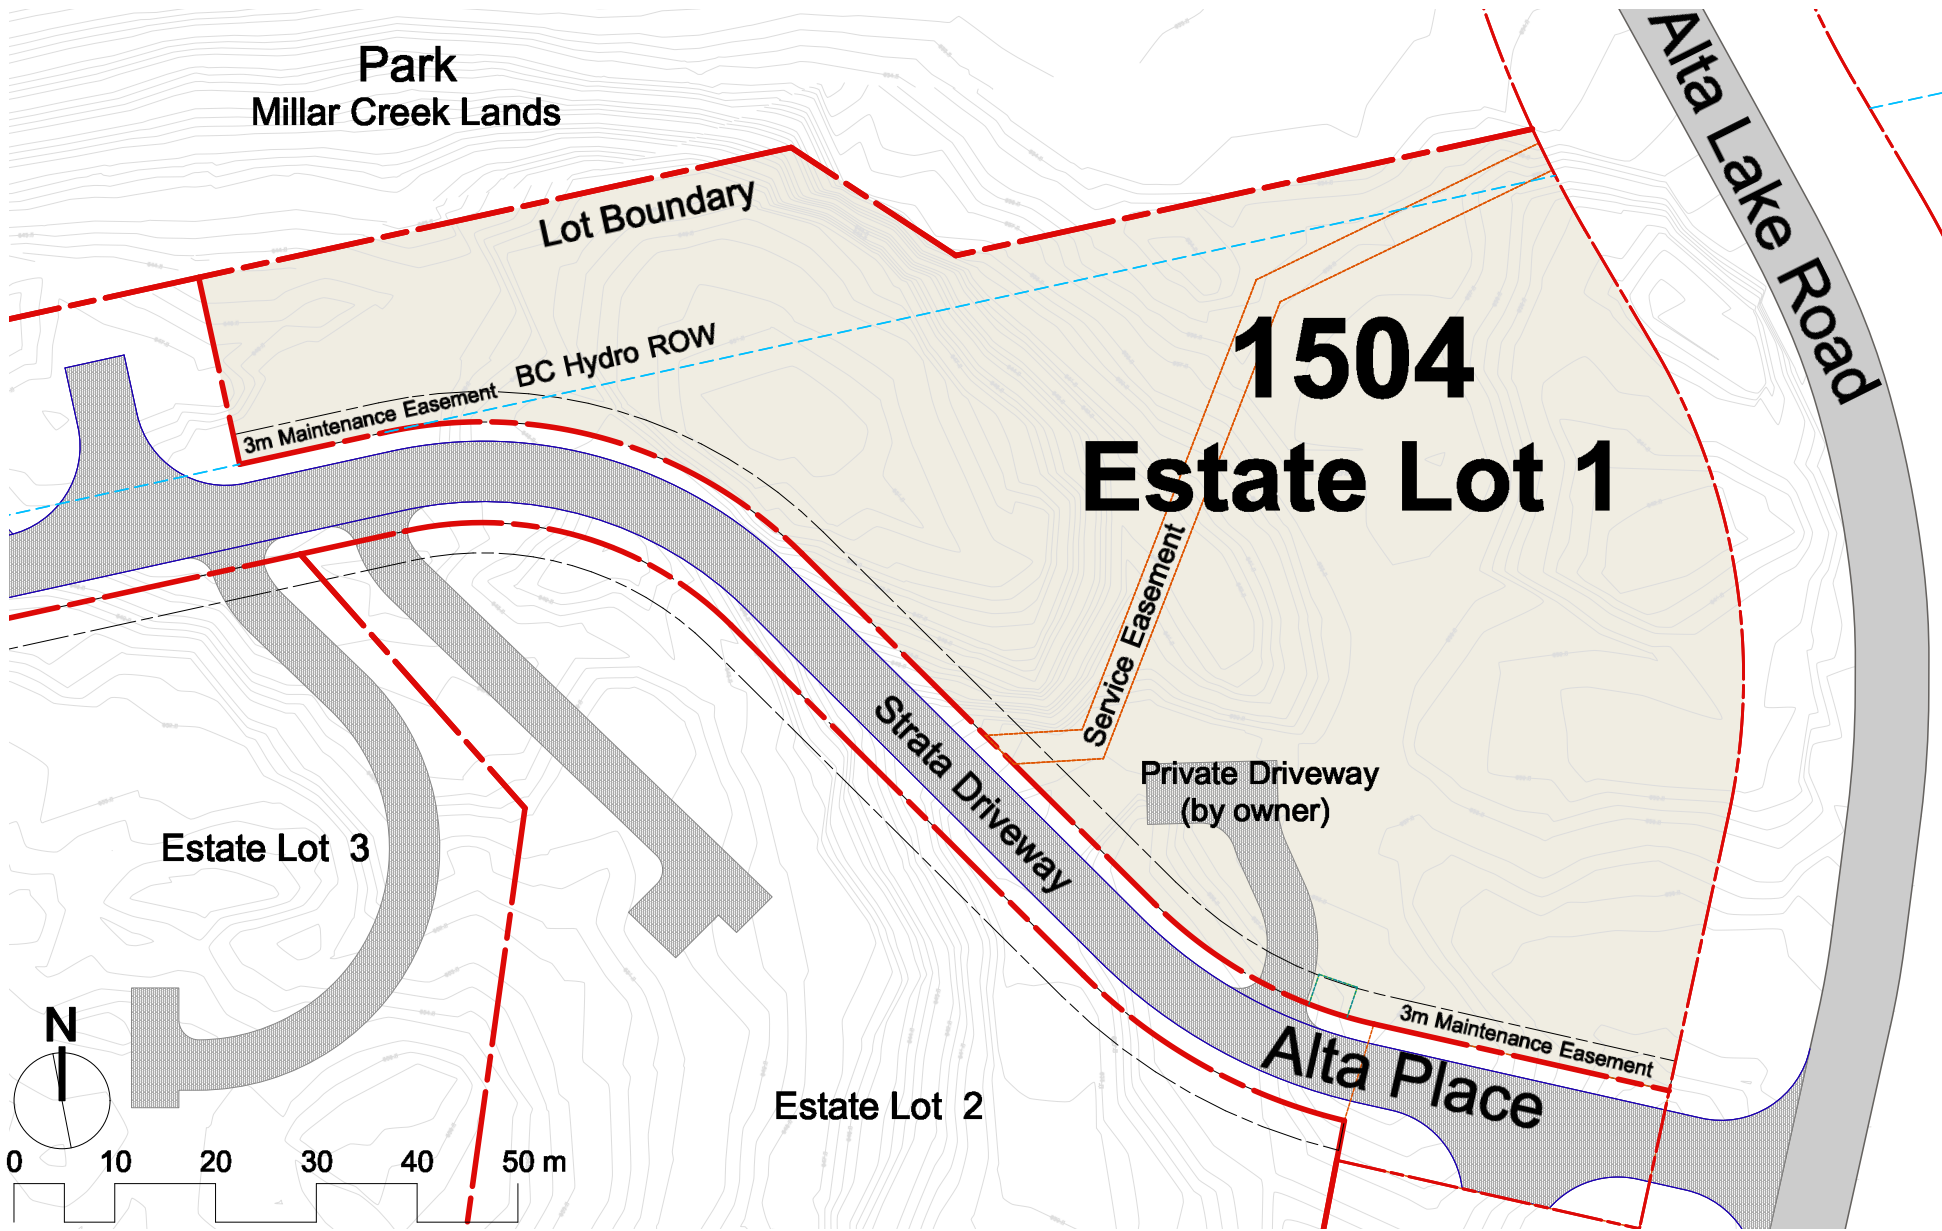 Park
Millar Creek Lands
Alta Lake Road
Lot Boundary
BC Hydro ROW
3m Maintenance Easement
1504
Estate Lot 1
Service Easement
Strata Driveway
Private Driveway
(by owner)
Estate Lot 3
3m Maintenance Easement
Alta Place
Estate Lot 2
N
0 10 20 30 40 50 m